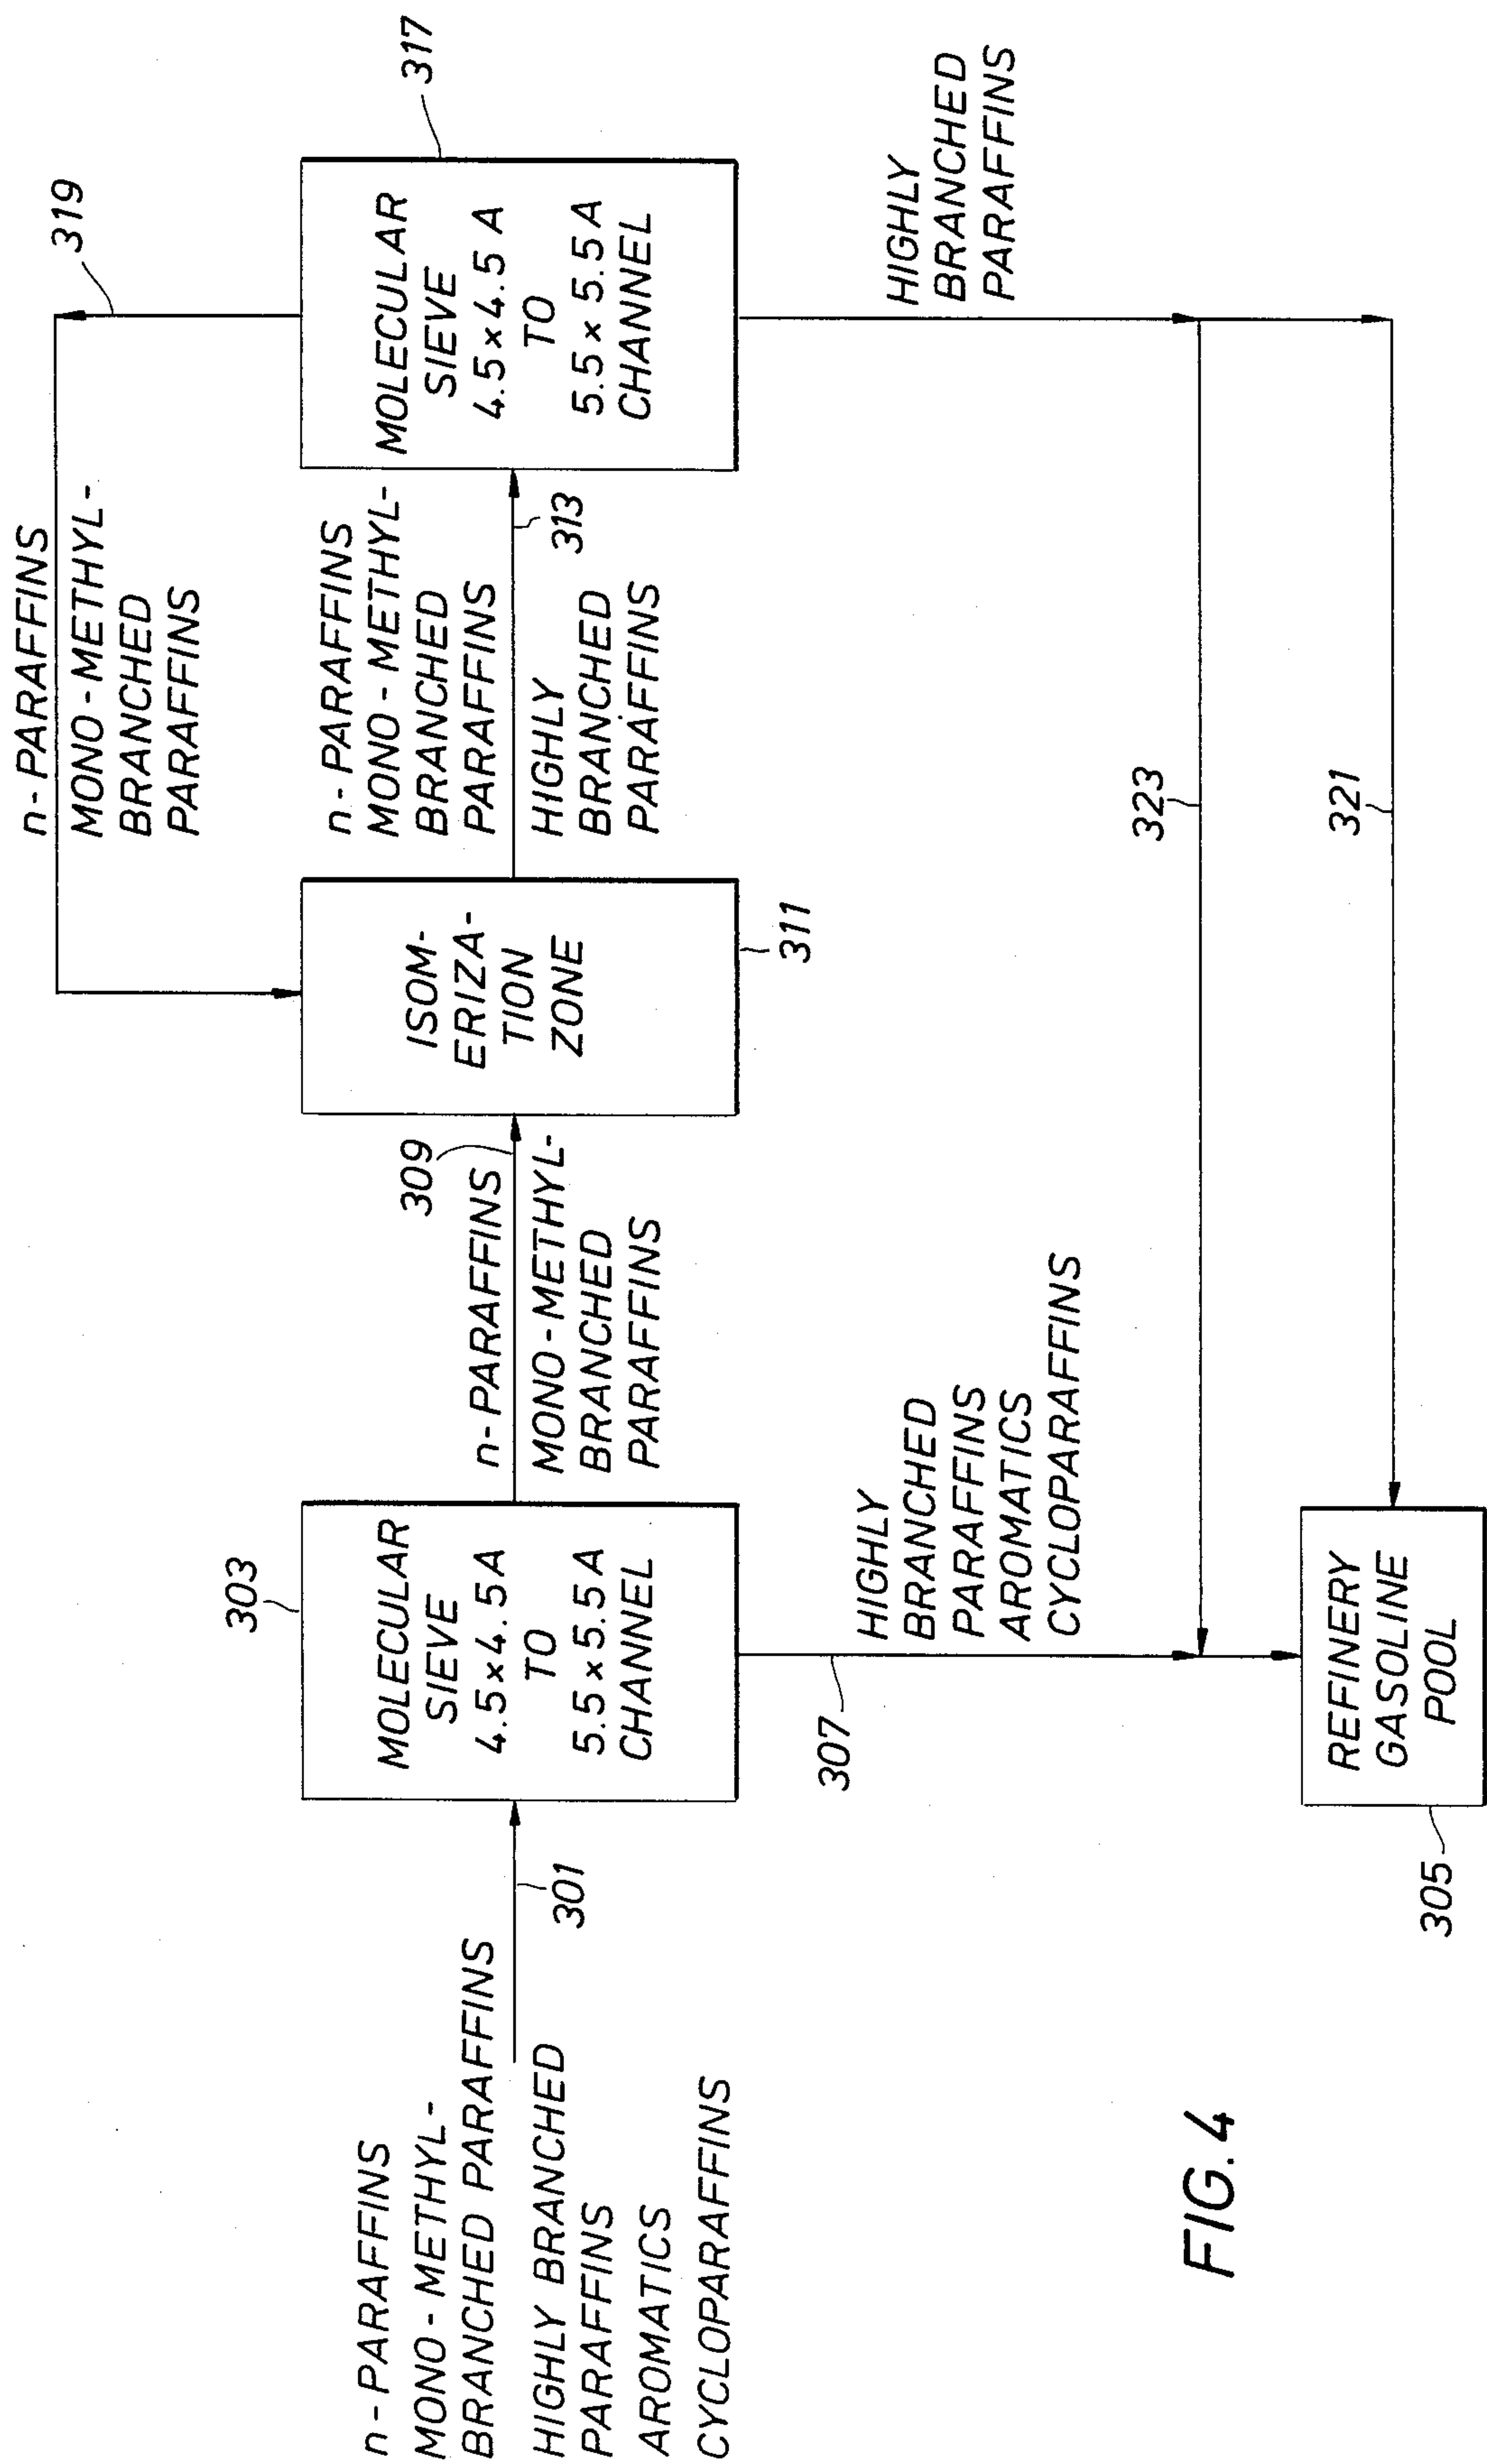 n-PARAFFINS
MONO-METHYL-
BRANCHED
PARAFFINS
319
317
n-PARAFFINS
MONO-METHYL-
BRANCHED PARAFFINS
HIGHLY BRANCHED
PARAFFINS
AROMATICS
CYCLOPARAFFINS
301
303
MOLECULAR
SIEVE
4.5×4.5A
TO
5.5×5.5A
CHANNEL
309
n-PARAFFINS
MONO-METHYL-
BRANCHED
PARAFFINS
ISOM-
ERIZA-
TION
ZONE
311
n-PARAFFINS
MONO-METHYL-
BRANCHED
PARAFFINS
HIGHLY
BRANCHED
PARAFFINS
313
MOLECULAR
SIEVE
4.5×4.5 A
TO
5.5×5.5A
CHANNEL
307
HIGHLY
BRANCHED
PARAFFINS
AROMATICS
CYCLOPARAFFINS
HIGHLY
BRANCHED
PARAFFINS
323
321
REFINERY
GASOLINE
POOL
305
FIG. 4